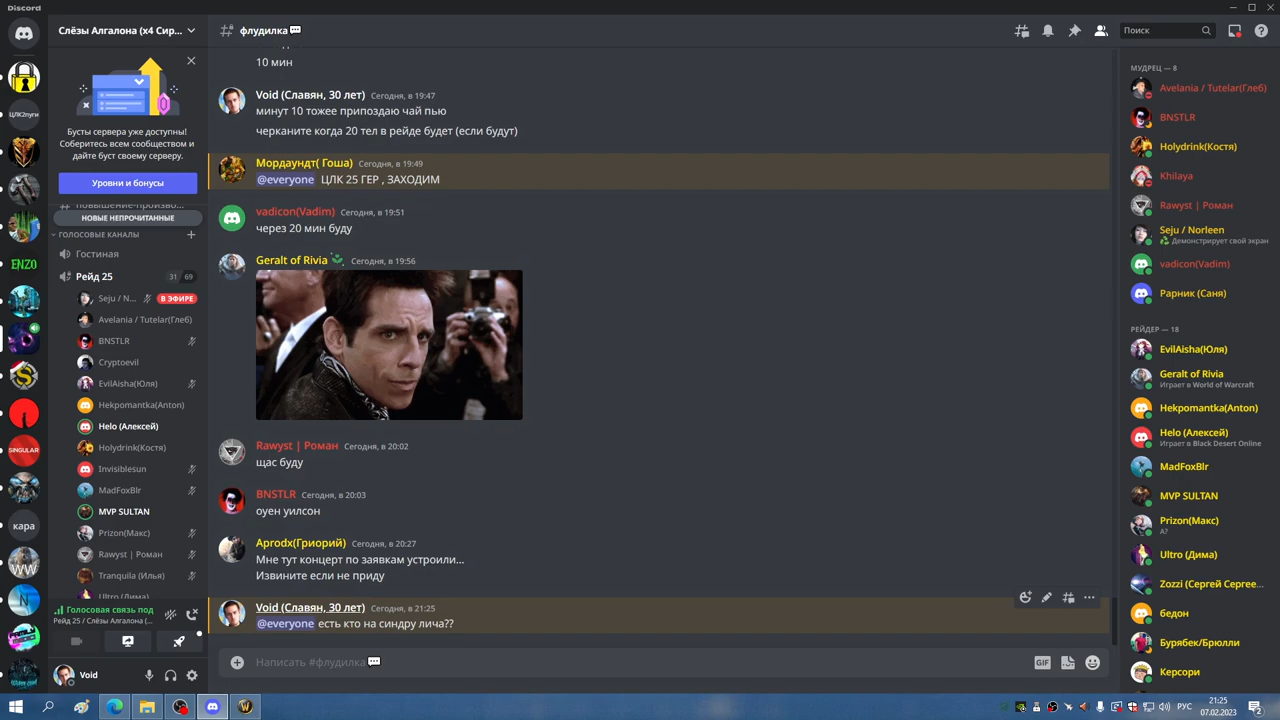 Discord
Слёзы Алгалона (x4 Сир...
Бусты сервера уже доступны!
Соберитесь всем сообществом и
дайте буст своему серверу.
Уровни и бонусы
НОВЫЕ НЕПРОЧИТАННЫЕ
ГОЛОСОВЫЕ КАНАЛЫ
Гостиная
Рейд 25 31 69
Seju / N... В ЭФИРЕ
Avelania / Tutelar(Глеб)
BNSTLR
Cryptoevil
EvilAisha(Юля)
Hekpomantka(Anton)
Helo (Алексей)
Holydrink(Костя)
Invisiblesun
MadFoxBlr
MVP SULTAN
Prizon(Макс)
Rawyst | Роман
Tranquila (Илья)
Ultro (Дима)
Голосовая связь под
Рейд 25 / Слёзы Алгалона (...
Void
ЦЛК2пуги
ENZO
SINGULAR
кара
флудилка
Поиск
10 мин
Void (Славян, 30 лет) Сегодня, в 19:47
минут 10 тожее припоздаю чай пью
черканите когда 20 тел в рейде будет (если будут)
Мордаундт( Гоша) Сегодня, в 19:49
@everyone ЦЛК 25 ГЕР , ЗАХОДИМ
vadicon(Vadim) Сегодня, в 19:51
через 20 мин буду
Geralt of Rivia Сегодня, в 19:56
Rawyst | Роман Сегодня, в 20:02
щас буду
BNSTLR Сегодня, в 20:03
оуен уилсон
Aprodx(Гриорий) Сегодня, в 20:27
Мне тут концерт по заявкам устроили...
Извините если не приду
Void (Славян, 30 лет) Сегодня, в 21:25
@everyone есть кто на синдру лича??
Написать #флудилка
GIF
МУДРЕЦ — 8
Avelania / Tutelar(Глеб)
BNSTLR
Holydrink(Костя)
Khilaya
Rawyst | Роман
Seju / Norleen
Демонстрирует свой экран
vadicon(Vadim)
Рарник (Саня)
РЕЙДЕР — 18
EvilAisha(Юля)
Geralt of Rivia
Играет в World of Warcraft
Hekpomantka(Anton)
Helo (Алексей)
Играет в Black Desert Online
MadFoxBlr
MVP SULTAN
Prizon(Макс)
А?
Ultro (Дима)
Zozzi (Сергей Сергее...
бедон
Бурябек/Брюлли
Керсори
РУС
21:25
07.02.2023
2